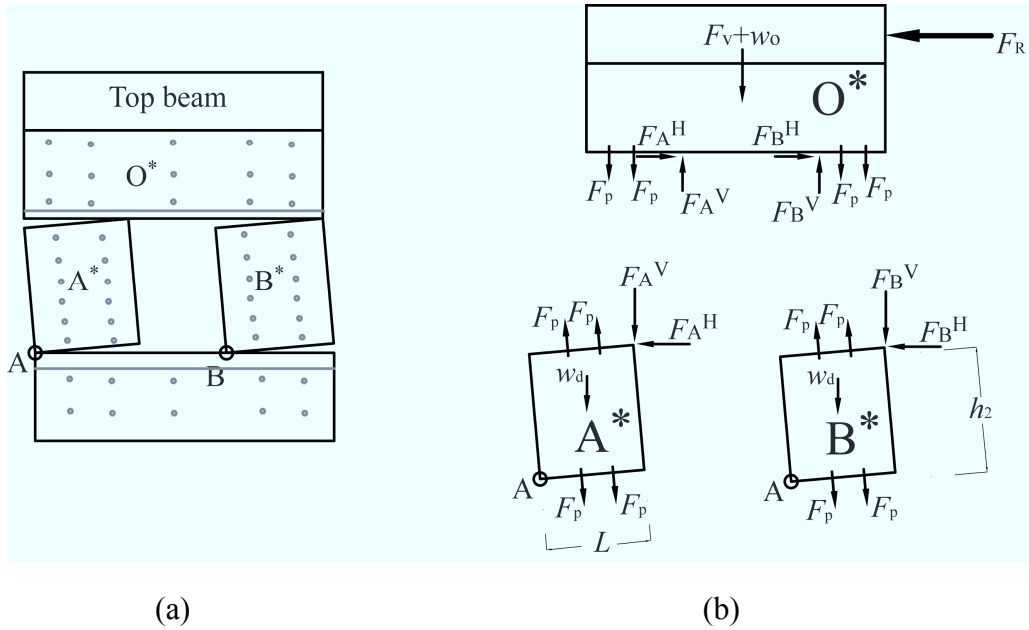 Top beam
O*
A*
B*
A
B
(a)
Fv+wo
FR
O*
FAH
FBH
Fp
Fp
FAV
FBV
Fp
Fp
FAV
FBV
Fp
Fp
FAH
Fp
Fp
FBH
wd
wd
A*
B*
h2
A
A
Fp
Fp
Fp
Fp
L
(b)